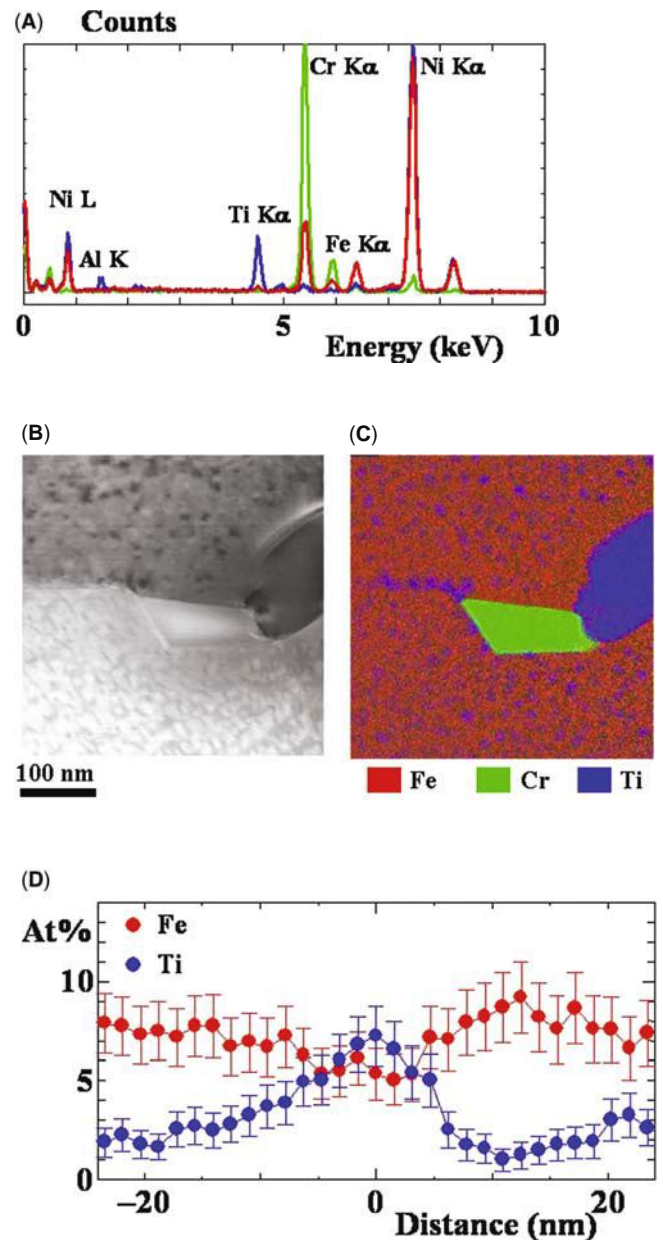 (A) Counts
Cr Kα Ni Kα
Ni L Ti Kα
Al K Fe Kα
0 5 10
Energy (keV)
(B) (C)
100 nm
Fe Cr Ti
(D)
At% Fe
Ti
10
5
0
−20 0 20
Distance (nm)